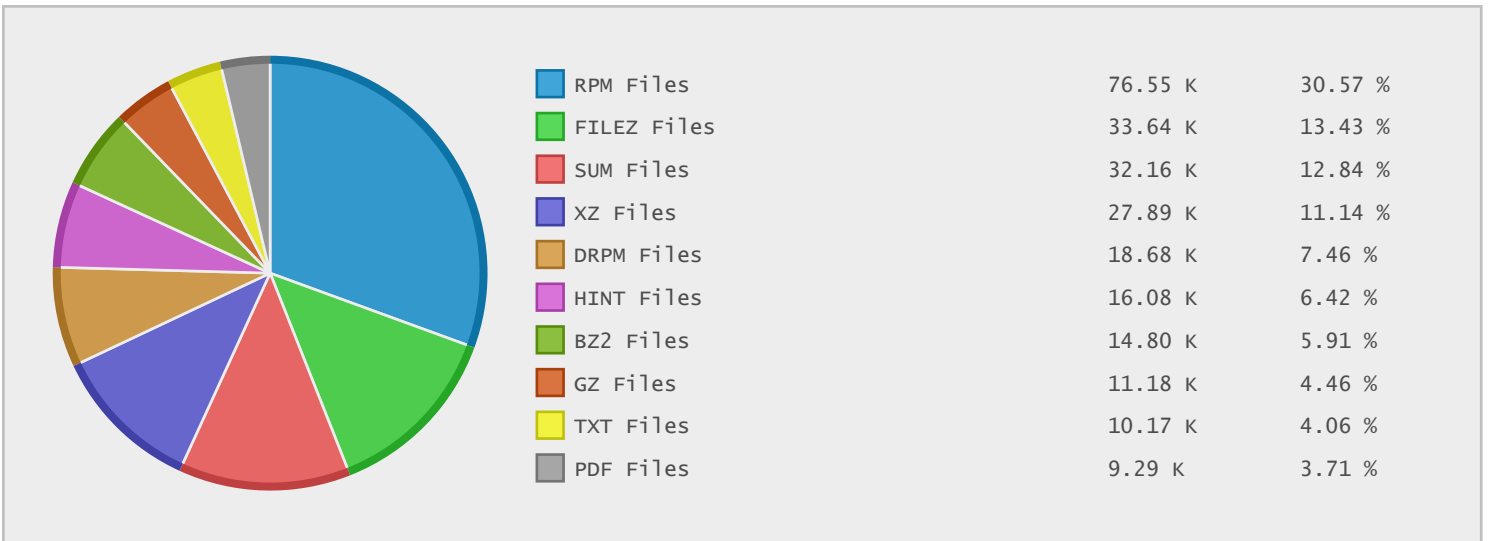 RPM Files 76.55 K 30.57 %
FILEZ Files 33.64 K 13.43 %
SUM Files 32.16 K 12.84 %
XZ Files 27.89 K 11.14 %
DRPM Files 18.68 K 7.46 %
HINT Files 16.08 K 6.42 %
BZ2 Files 14.80 K 5.91 %
GZ Files 11.18 K 4.46 %
TXT Files 10.17 K 4.06 %
PDF Files 9.29 K 3.71 %